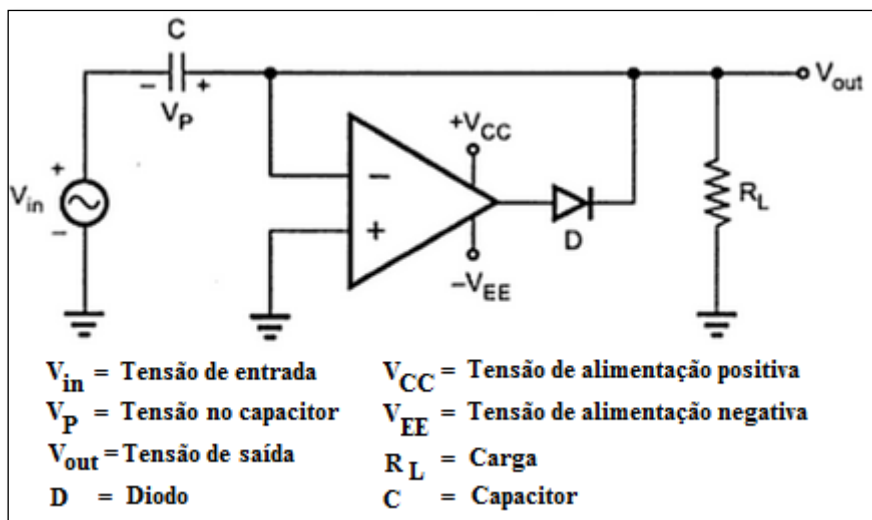 C
− +
V_P
+
V_in
−
−
+
+V_CC
−V_EE
D
V_out
R_L
V_in = Tensão de entrada
V_P = Tensão no capacitor
V_out = Tensão de saída
D = Diodo
V_CC = Tensão de alimentação positiva
V_EE = Tensão de alimentação negativa
R_L = Carga
C = Capacitor